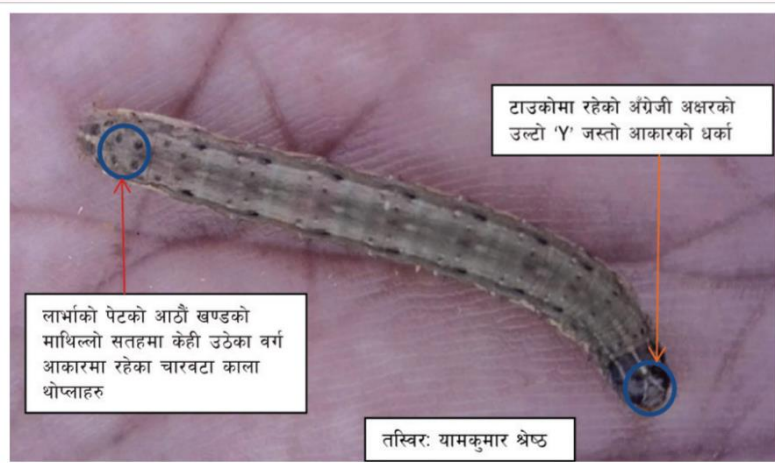 टाउकोमा रहेको अँग्रेजी अक्षरको
उल्टो ‘Y’ जस्तो आकारको धर्का
लार्भाको पेटको आठौं खण्डको
माथिल्लो सतहमा केही उठेका वर्ग
आकारमा रहेका चारवटा काला
थोप्लाहरु
तस्विर: यामकुमार श्रेष्ठ